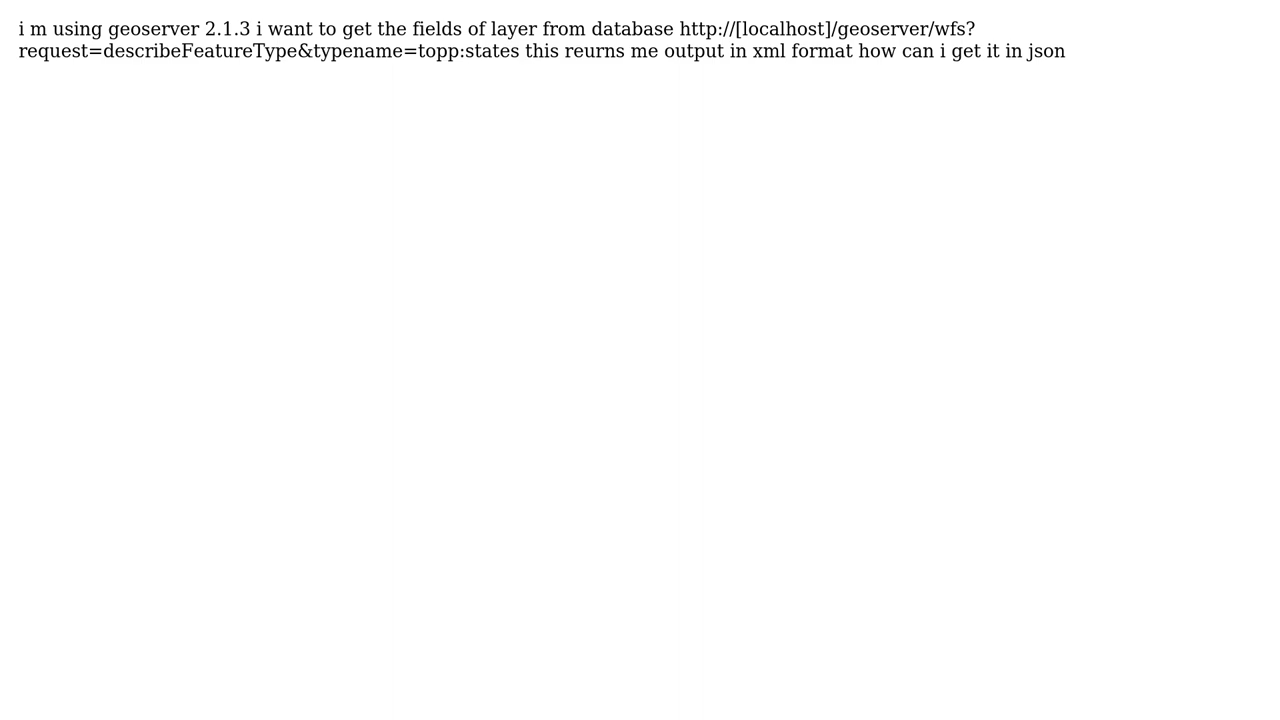 i m using geoserver 2.1.3 i want to get the fields of layer from database http://[localhost]/geoserver/wfs?
request=describeFeatureType&typename=topp:states this reurns me output in xml format how can i get it in json